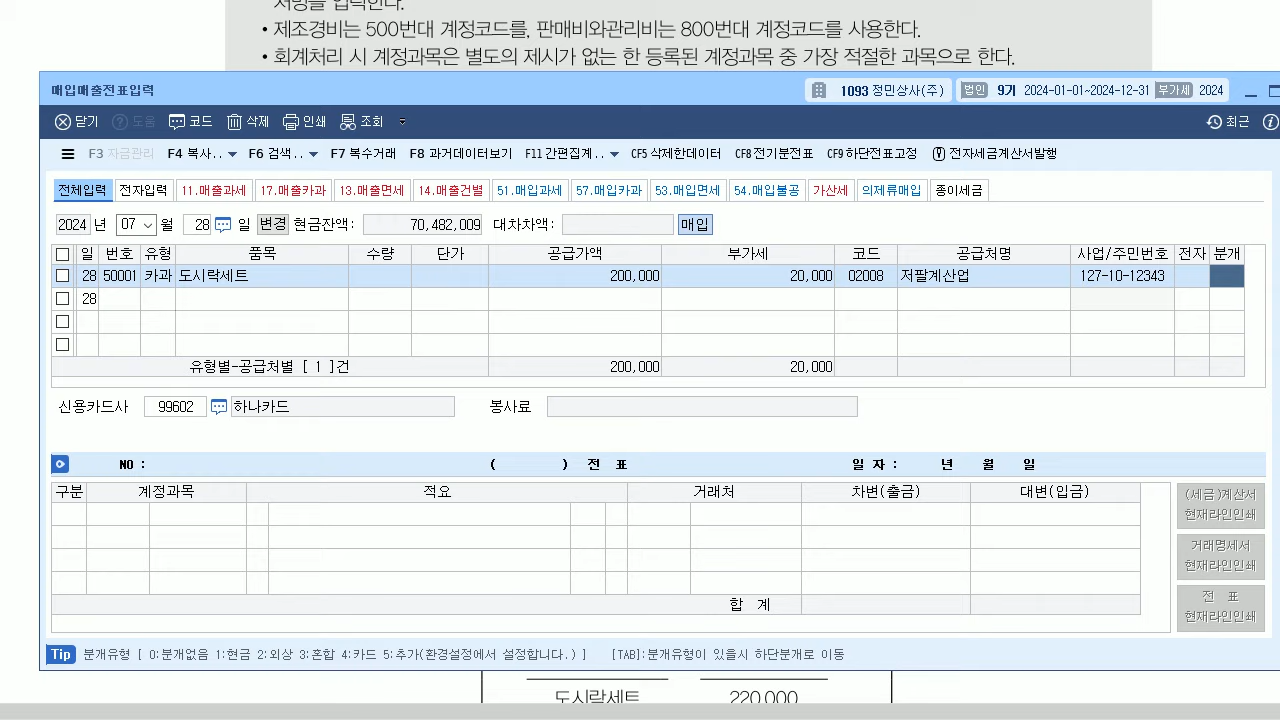 • 제조경비는 500번대 계정코드를, 판매비와관리비는 800번대 계정코드를 사용한다.
• 회계처리 시 계정과목은 별도의 제시가 없는 한 등록된 계정과목 중 가장 적절한 과목으로 한다.
매입매출전표입력 1093 정민상사(주) 법인 9기 2024-01-01~2024-12-31 부가세 2024
닫기 도움 코드 삭제 인쇄 조회 최근
F3 자금관리 F4 복사.. F6 검색.. F7 복수거래 F8 과거데이터보기 F11 간편집계.. CF5 삭제한데이터 CF8 전기분전표 CF9 하단전표고정 전자세금계산서발행
전체입력 전자입력 11.매출과세 17.매출카과 13.매출면세 14.매출건별 51.매입과세 57.매입카과 53.매입면세 54.매입불공 가산세 의제류매입 종이세금
2024 년 07 월 28 일 변경 현금잔액: 70,482,009 대차차액: 매입
일 번호 유형 품목 수량 단가 공급가액 부가세 코드 공급처명 사업/주민번호 전자 분개
28 50001 카과 도시락세트 200,000 20,000 02008 저팔계산업 127-10-12343
28
유형별-공급처별 [ 1 ]건 200,000 20,000
신용카드사 99602 하나카드 봉사료
NO : ( ) 전 표 일 자 : 년 월 일
구분 계정과목 적요 거래처 차변(출금) 대변(입금)
(세금)계산서
현재라인인쇄
거래명세서
현재라인인쇄
전 표
현재라인인쇄
합 계
Tip 분개유형 [ 0:분개없음 1:현금 2:외상 3:혼합 4:카드 5:추가(환경설정에서 설정합니다.) ] [TAB]:분개유형이 있을시 하단분개로 이동
도시락세트 220,000